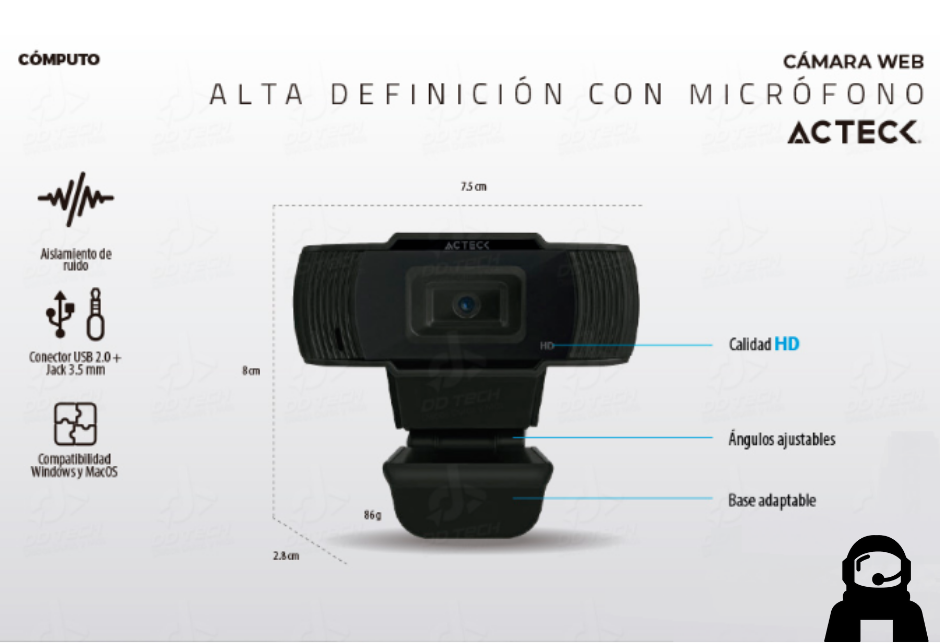 CÓMPUTO
CÁMARA WEB
ALTA DEFINICIÓN CON MICRÓFONO
ACTECK
7.5 cm
Aislamiento de
ruido
ACTECK
Conector USB 2.0 +
Jack 3.5 mm
HD
Calidad HD
8 cm
Compatibilidad
Windows y MacOS
Ángulos ajustables
Base adaptable
86 g
2.8 cm
DD TECH